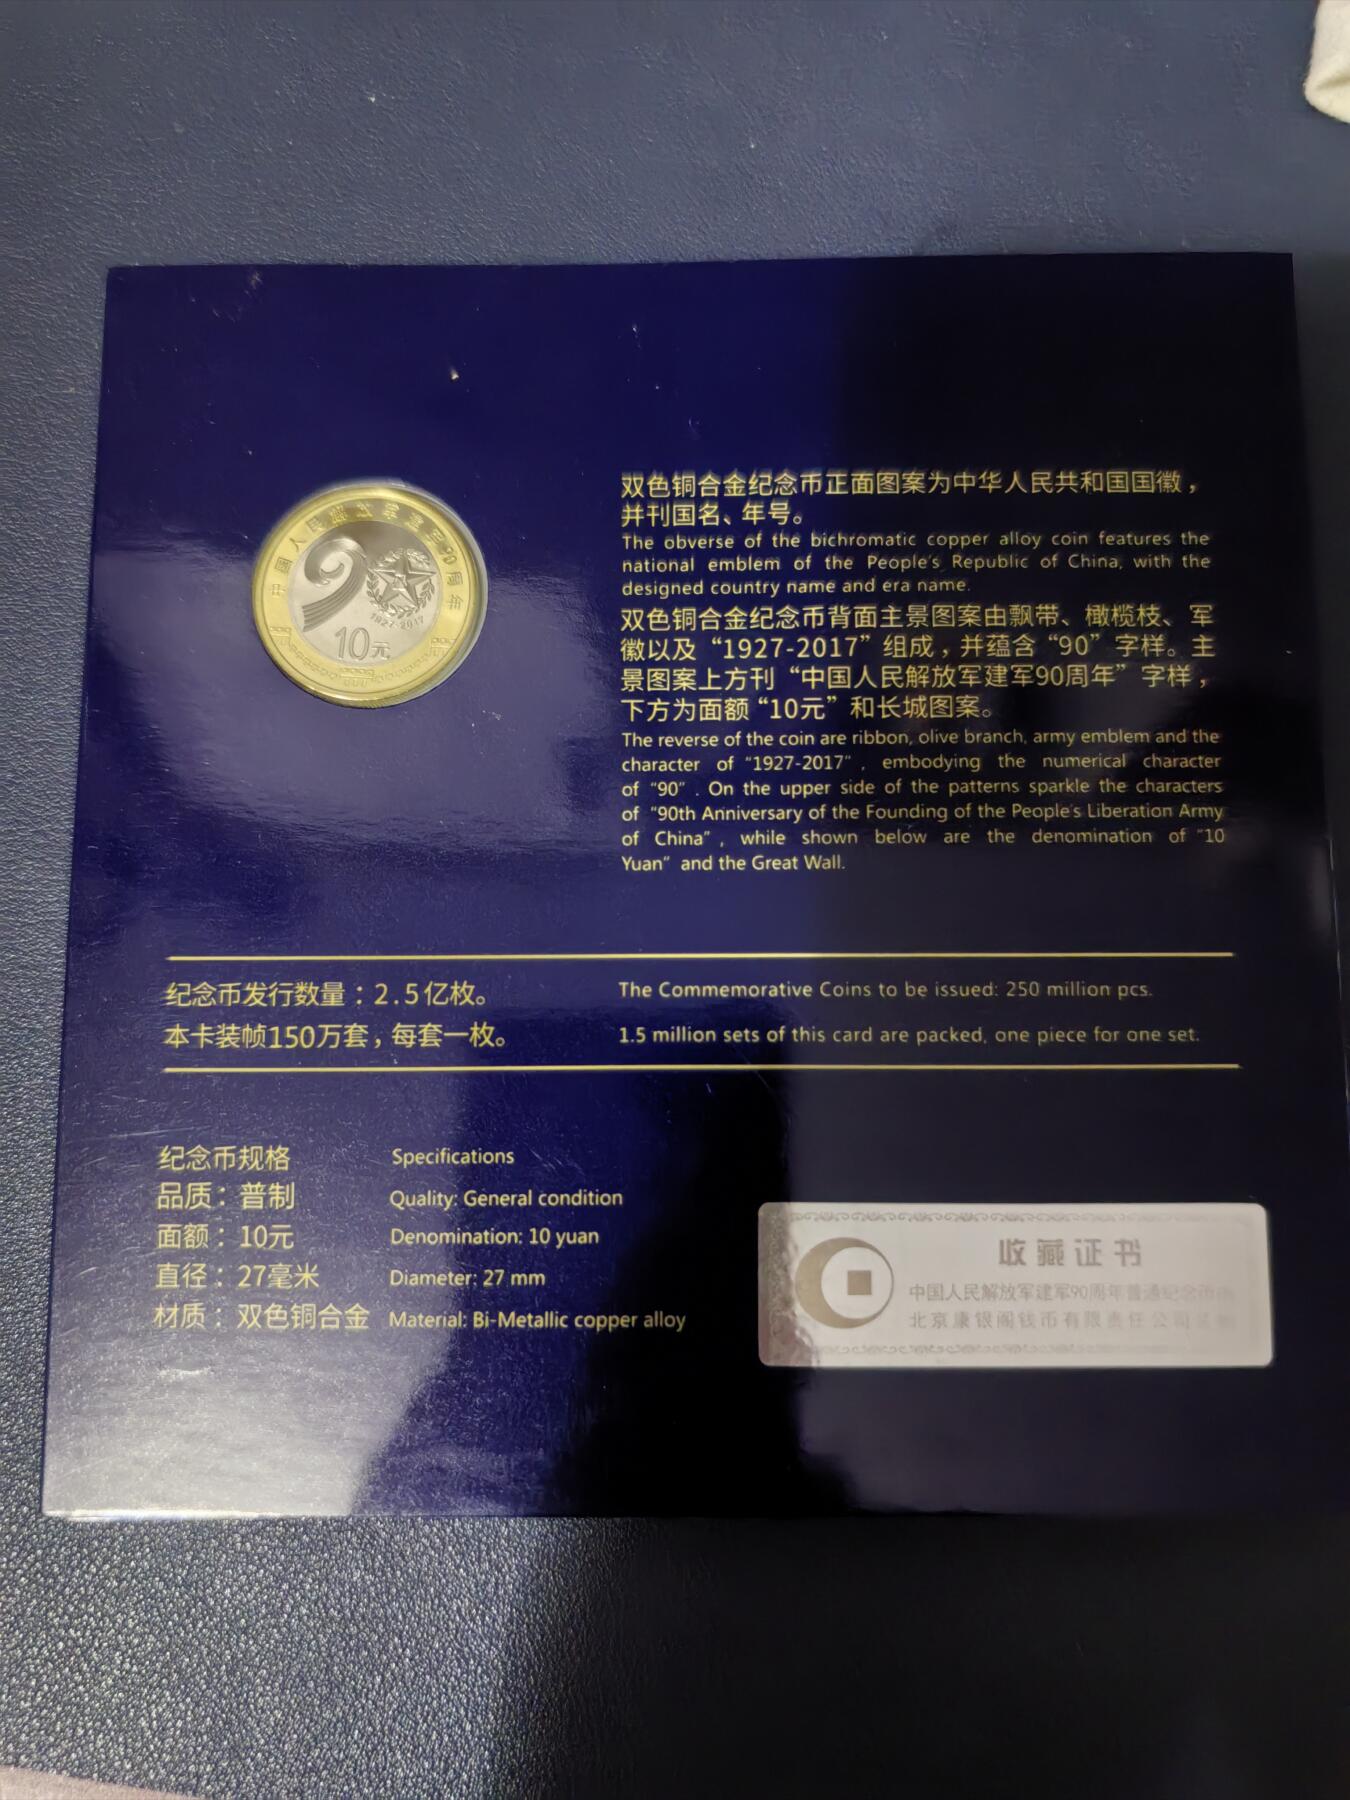 中国人民解放军建军90周年
1927-2017
10元
双色铜合金纪念币正面图案为中华人民共和国国徽，
并刊国名、年号。
The obverse of the bichromatic copper alloy coin features the
national emblem of the People's Republic of China, with the
designed country name and era name.
双色铜合金纪念币背面主景图案由飘带、橄榄枝、军
徽以及“1927-2017”组成，并蕴含“90”字样。主
景图案上方刊“中国人民解放军建军90周年”字样，
下方为面额“10元”和长城图案。
The reverse of the coin are ribbon, olive branch, army emblem and the
character of “1927-2017”, embodying the numerical character
of “90”. On the upper side of the patterns sparkle the characters
of “90th Anniversary of the Founding of the People's Liberation Army
of China”, while shown below are the denomination of “10
Yuan” and the Great Wall.
纪念币发行数量：2.5亿枚。
The Commemorative Coins to be issued: 250 million pcs.
本卡装帧150万套，每套一枚。
1.5 million sets of this card are packed, one piece for one set.
纪念币规格 Specifications
品质：普制 Quality: General condition
面额：10元 Denomination: 10 yuan
直径：27毫米 Diameter: 27 mm
材质：双色铜合金 Material: Bi-Metallic copper alloy
收藏证书
中国人民解放军建军90周年普通纪念币
北京康银阁钱币有限责任公司